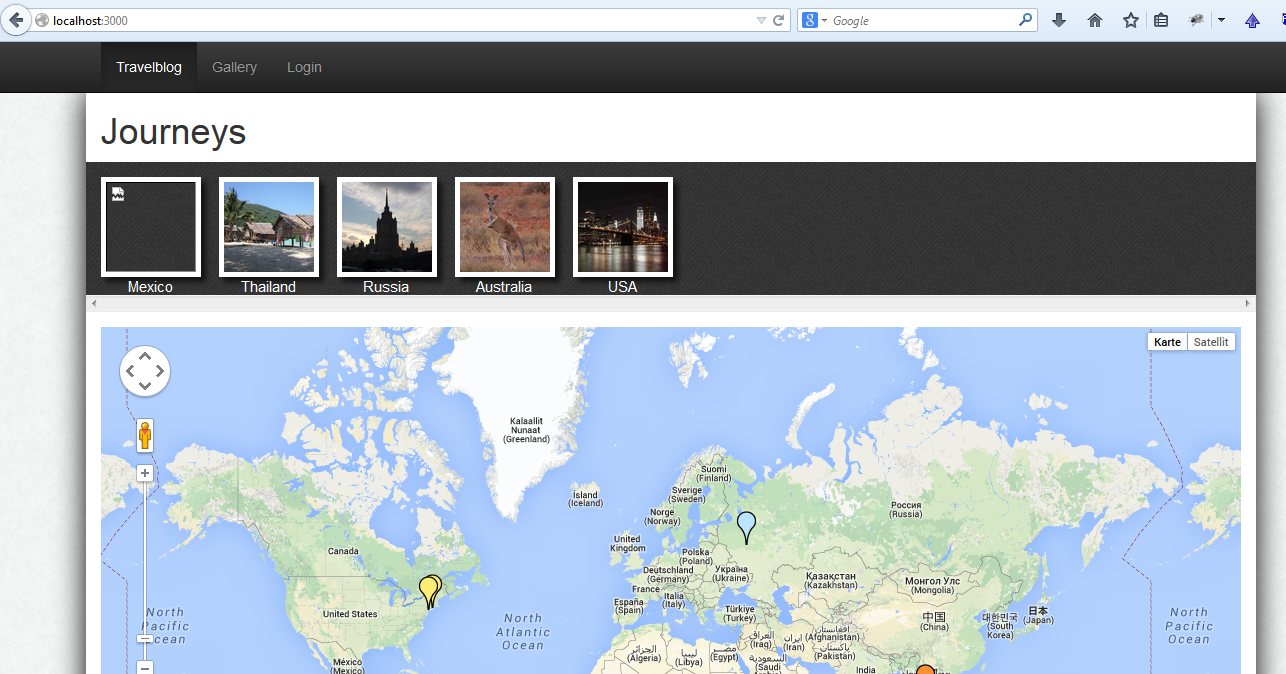 localhost:3000
Google
Travelblog Gallery Login
Journeys
Mexico Thailand Russia Australia USA
Karte Satellit
Kalaallit
Nunaat
(Greenland)
Suomi
(Finland)
Ísland
(Iceland)
Sverige
(Sweden)
Россия
(Russia)
Norge
(Norway)
United
Kingdom
Polska
(Poland)
Canada
Deutschland
(Germany)
Україна
(Ukraine)
Қазақстан
(Kazakhstan)
Монгол Улс
(Mongolia)
France
Italia
(Italy)
España
(Spain)
Türkiye
(Turkey)
United States
North
Pacific
Ocean
North
Atlantic
Ocean
中国
(China)
대한민국
(South
Korea)
日本
(Japan)
North
Pacific
Ocean
العراق
(Iraq)
ایران
(Iran)
افغانستان
(Afghanistan)
پاکستان
(Pakistan)
الجزائر
(Algeria)
ليبيا
(Libya)
مصر
(Egypt)
السعودية
(Saudi
Arabia)
México
(Mexico)
India